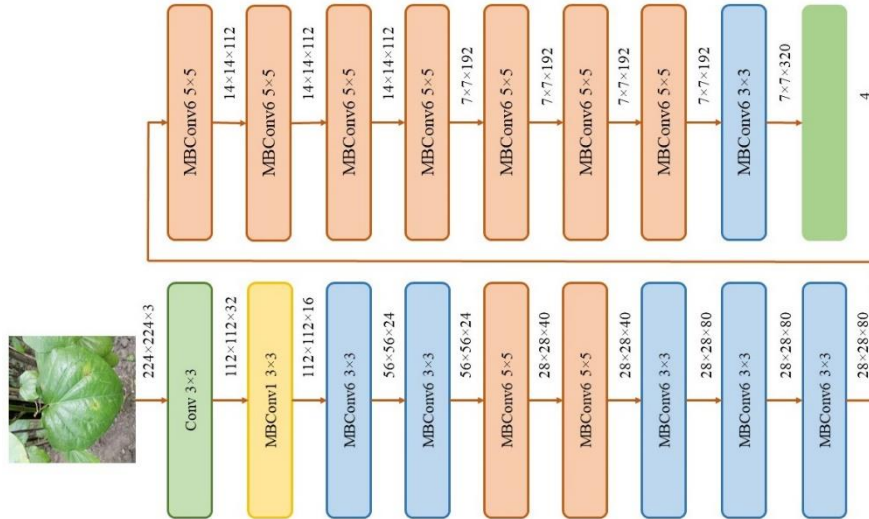 224×224×3
Conv 3×3
112×112×32
MBConv1 3×3
112×112×16
MBConv6 3×3
56×56×24
MBConv6 3×3
56×56×24
MBConv6 5×5
28×28×40
MBConv6 5×5
28×28×40
MBConv6 3×3
28×28×80
MBConv6 3×3
28×28×80
MBConv6 3×3
28×28×80
MBConv6 5×5
14×14×112
MBConv6 5×5
14×14×112
MBConv6 5×5
14×14×112
MBConv6 5×5
7×7×192
MBConv6 5×5
7×7×192
MBConv6 5×5
7×7×192
MBConv6 5×5
7×7×192
MBConv6 3×3
7×7×320
4